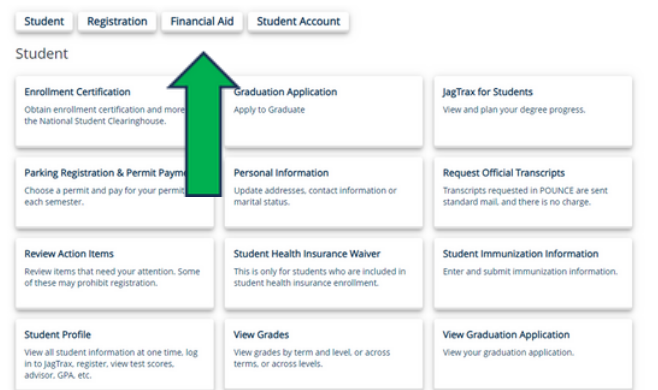 Student
Registration
Financial Aid
Student Account
Student
Enrollment Certification
Obtain enrollment certification and more
the National Student Clearinghouse.
Graduation Application
Apply to Graduate
JagTrax for Students
View and plan your degree progress.
Parking Registration & Permit
Choose a permit and pay for your permit
each semester.
Personal Information
Update addresses, contact information or
marital status.
Request Official Transcripts
Transcripts requested in POUNCE are sent
standard mail, and there is no charge.
Review Action Items
Review items that need your attention. Some
of these may prohibit registration.
Student Health Insurance Waiver
This is only for students who are included in
student health insurance enrollment.
Student Immunization Information
Enter and submit immunization information.
Student Profile
View all student information at one time, log
in to JagTrax, register, view test scores,
advisor, GPA, etc.
View Grades
View grades by term and level, or across
terms, or across levels.
View Graduation Application
View your graduation application.